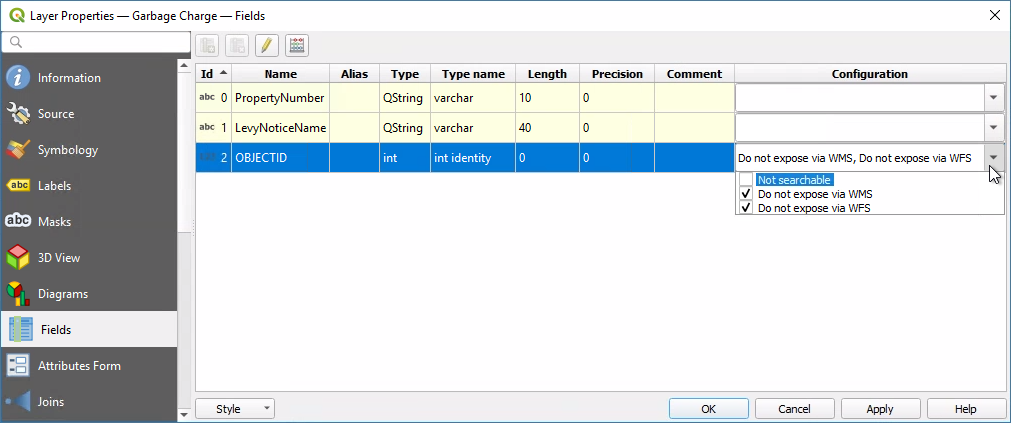 Layer Properties — Garbage Charge — Fields
Information
Source
Symbology
abc Labels
abc Masks
3D View
Diagrams
Fields
Attributes Form
Joins
Id Name Alias Type Type name Length Precision Comment Configuration
abc 0 PropertyNumber QString varchar 10 0
abc 1 LevyNoticeName QString varchar 40 0
123 2 OBJECTID int int identity 0 0 Do not expose via WMS, Do not expose via WFS
Not searchable
Do not expose via WMS
Do not expose via WFS
Style OK Cancel Apply Help